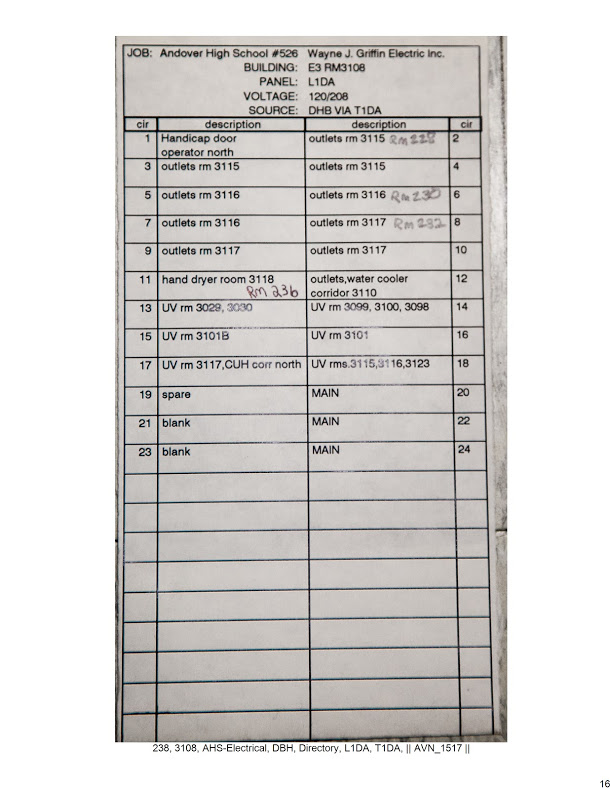 JOB: Andover High School #526 Wayne J. Griffin Electric Inc.
BUILDING: E3 RM3108
PANEL: L1DA
VOLTAGE: 120/208
SOURCE: DHB VIA T1DA
cir description description cir
1 Handicap door outlets rm 3115 Rm 228 2
operator north
3 outlets rm 3115 outlets rm 3115 4
5 outlets rm 3116 outlets rm 3116 Rm 230 6
7 outlets rm 3116 outlets rm 3117 Rm 232 8
9 outlets rm 3117 outlets rm 3117 10
11 hand dryer room 3118 outlets,water cooler 12
Rm 236 corridor 3110
13 UV rm 3029, 3030 UV rm 3099, 3100, 3098 14
15 UV rm 3101B UV rm 3101 16
17 UV rm 3117,CUH corr north UV rms.3115,3116,3123 18
19 spare MAIN 20
21 blank MAIN 22
23 blank MAIN 24
238, 3108, AHS-Electrical, DBH, Directory, L1DA, T1DA, || AVN_1517 ||
16